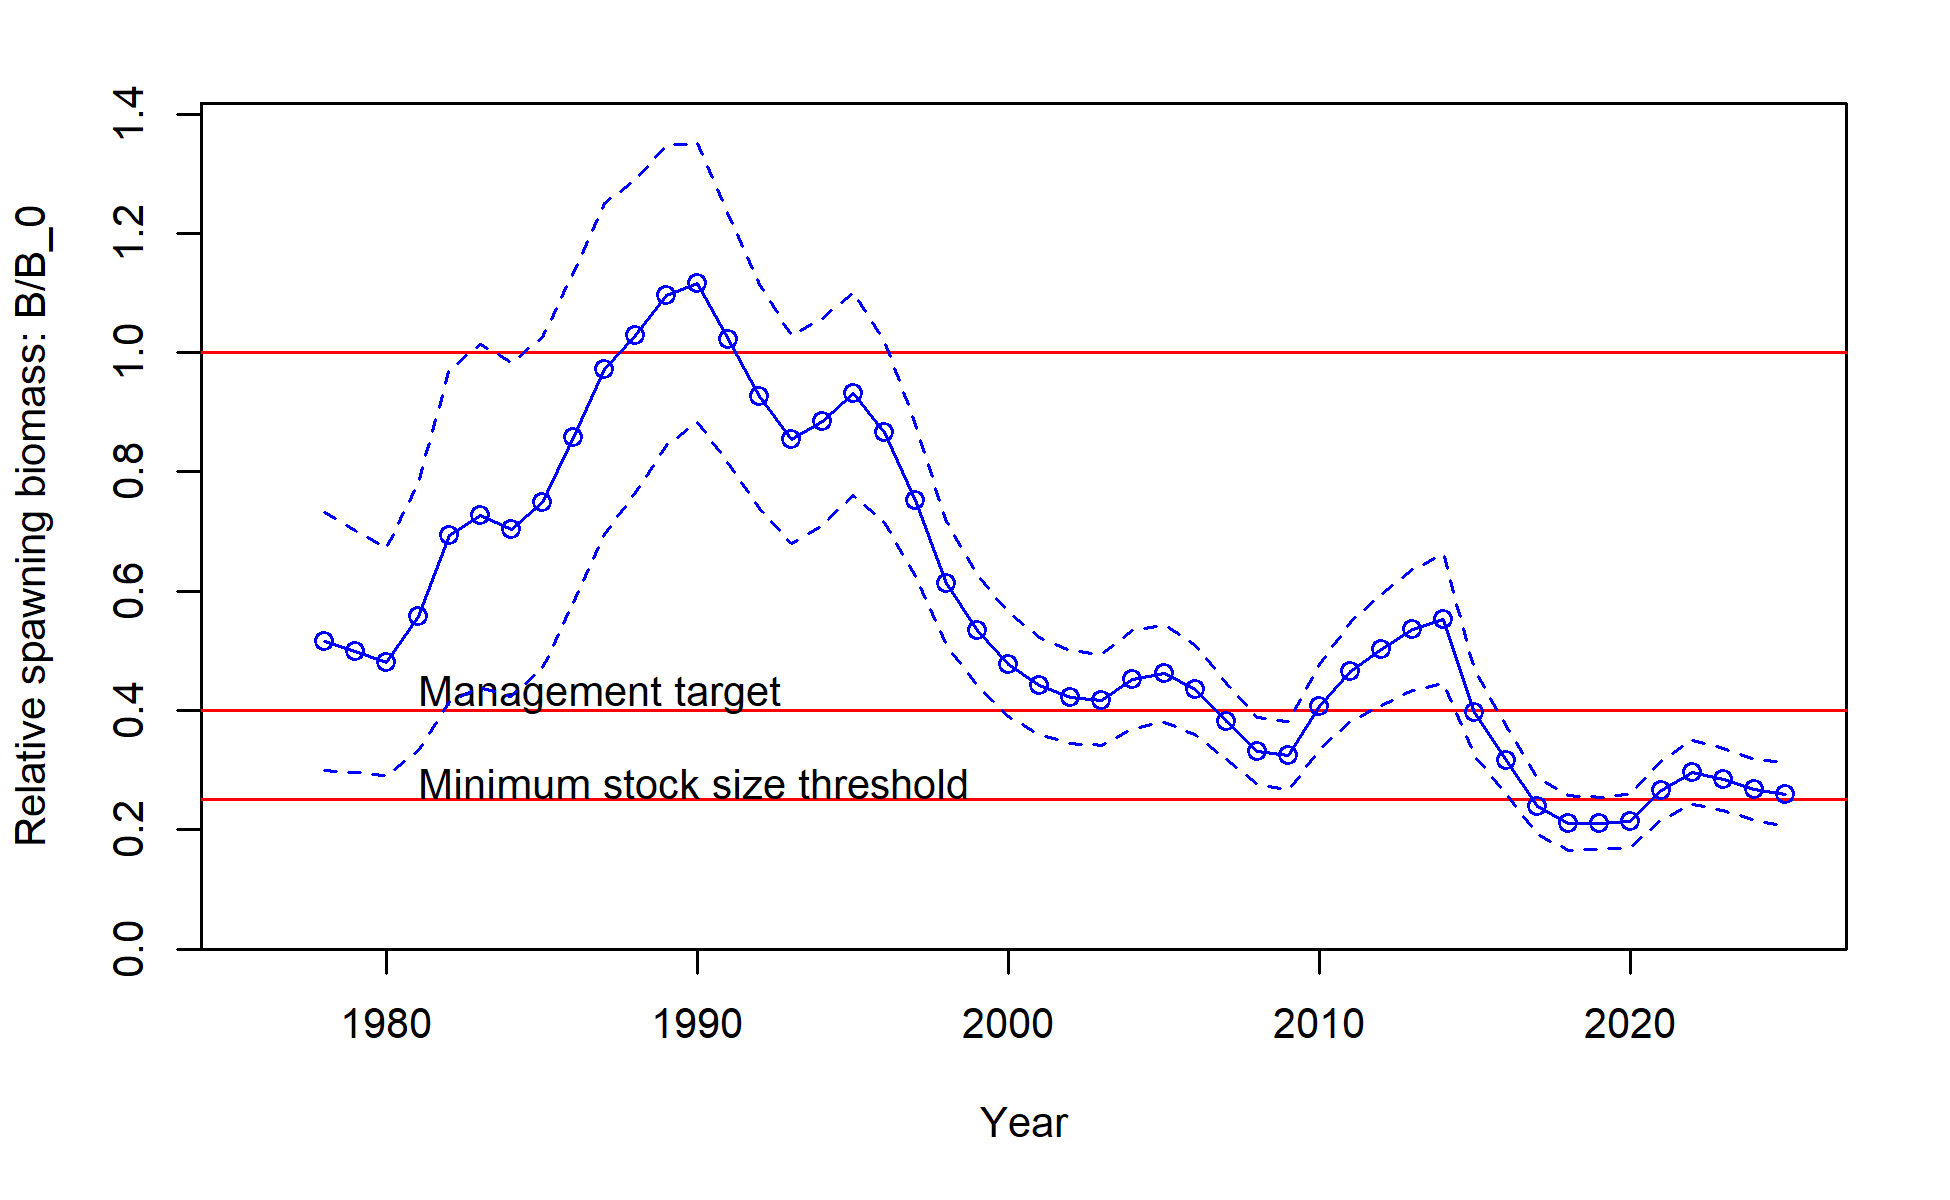 Relative spawning biomass: B/B_0
1.4
1.2
1.0
0.8
0.6
0.4
0.2
0.0
Management target
Minimum stock size threshold
1980 1990 2000 2010 2020
Year